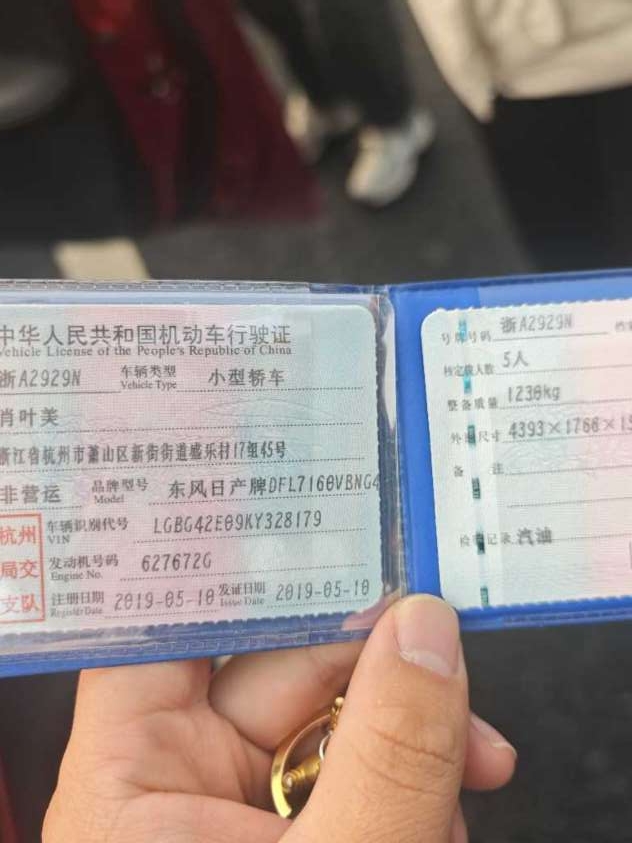 中华人民共和国机动车行驶证
Vehicle License of the People's Republic of China
浙A2929N 车辆类型 Vehicle Type 小型轿车
肖叶美
浙江省杭州市萧山区新街街道盛乐村17组45号
非营运 品牌型号 Model 东风日产牌DFL7160VBNG4
杭州
局交
支队
车辆识别代号 VIN LGBG42E09KY328179
发动机号码 Engine No. 627672G
注册日期 Register Date 2019-05-10 发证日期 Issue Date 2019-05-10
号牌号码 浙A2929N
核定载人数 5人
整备质量 1236kg
外廓尺寸 4393×1766×15
备 注
检验记录 汽油